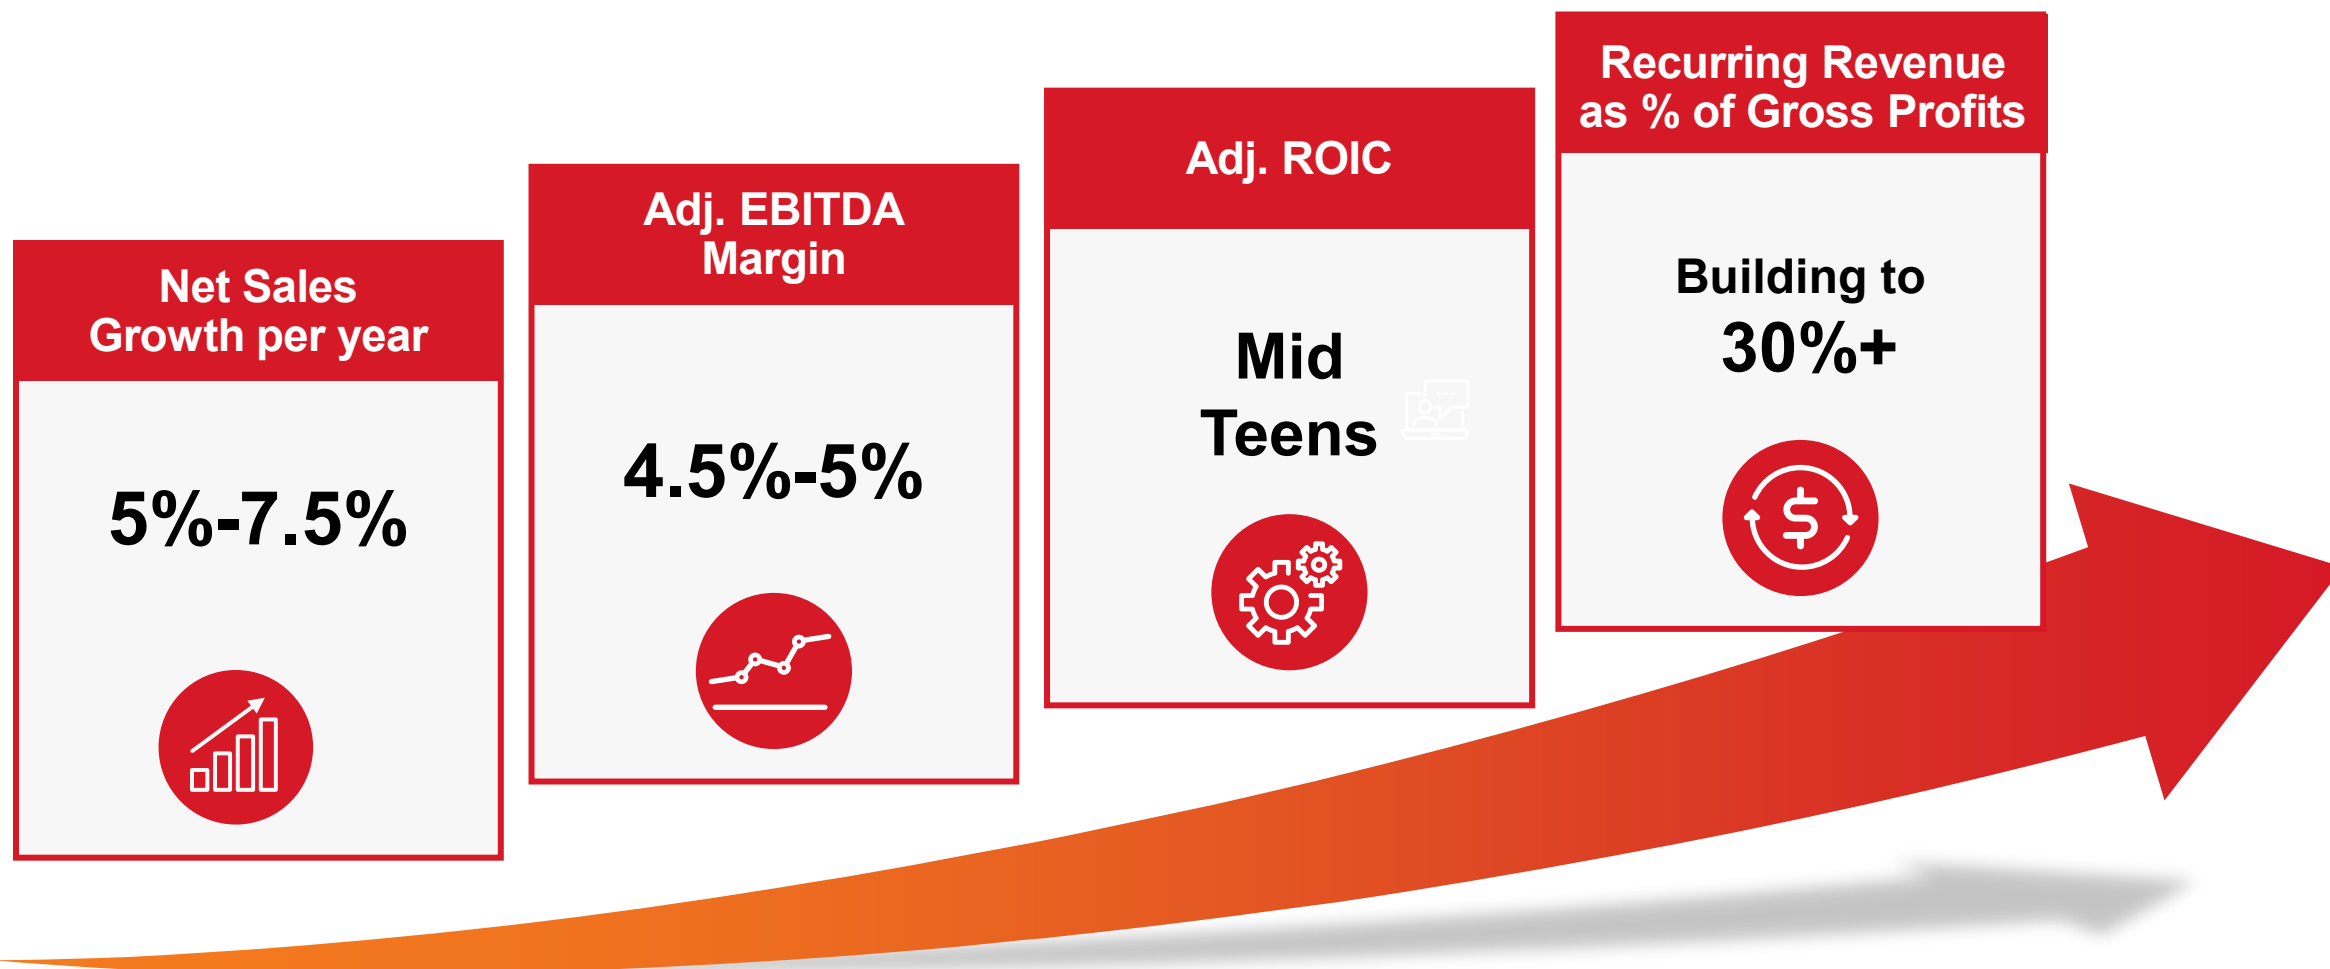 Net Sales
Growth per year
5%-7.5%
Adj. EBITDA
Margin
4.5%-5%
Adj. ROIC
Mid
Teens
Recurring Revenue
as % of Gross Profits
Building to
30%+
$